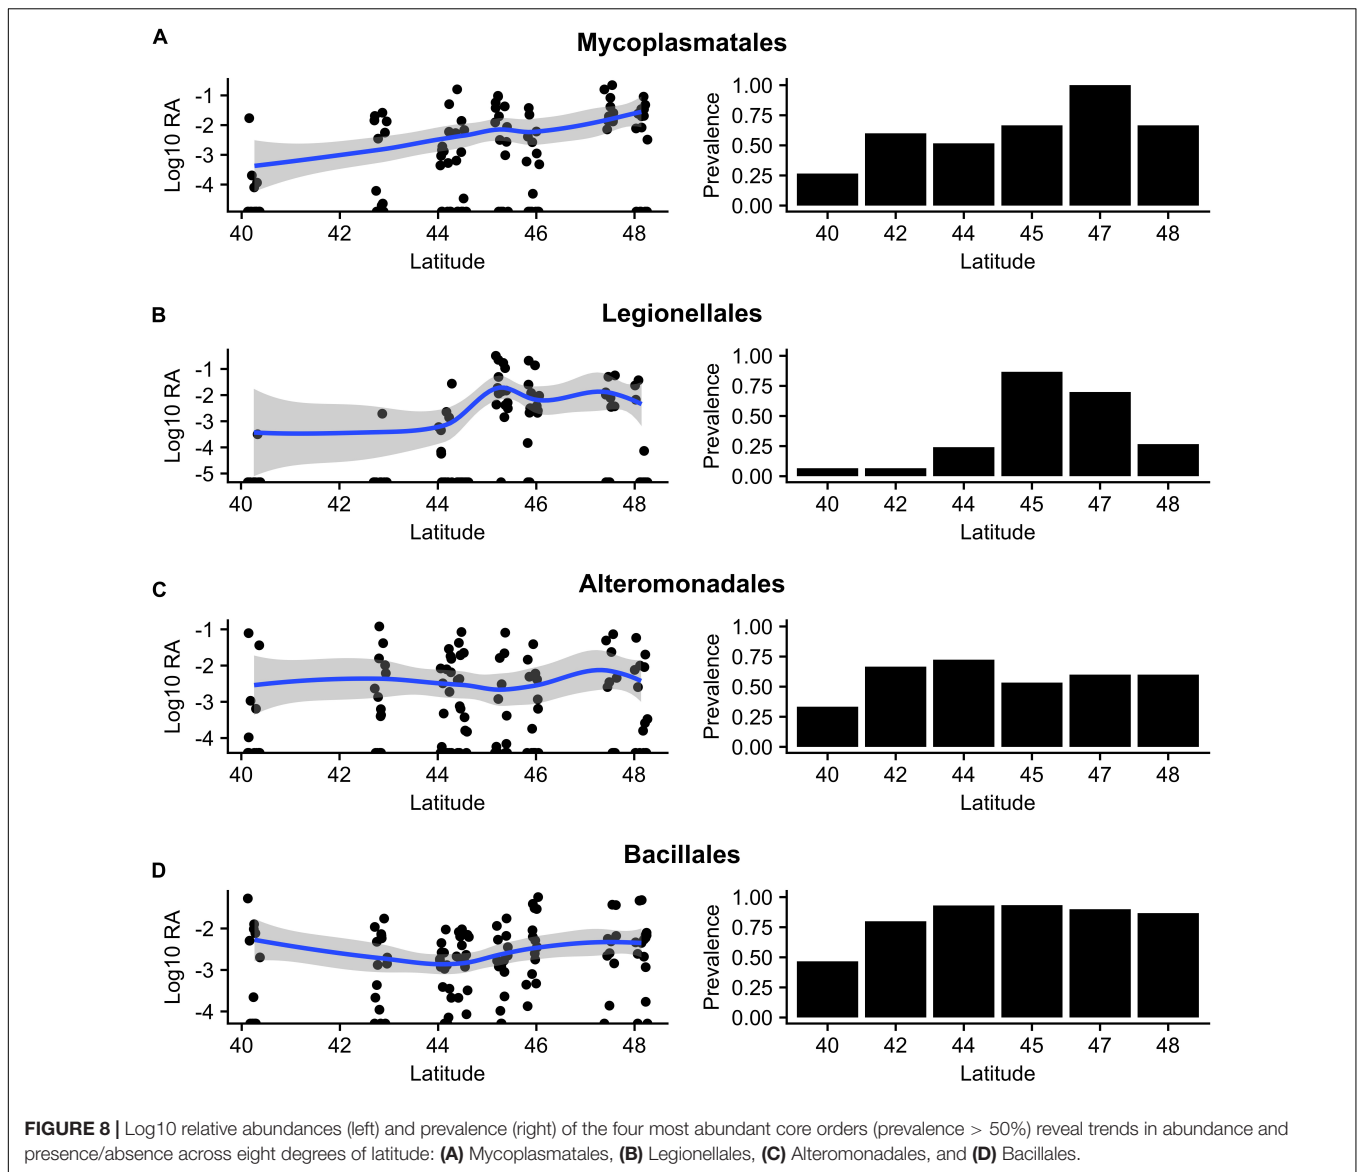 A
Mycoplasmatales
Log10 RA
-1
-2
-3
-4
40 42 44 46 48
Latitude
Prevalence
1.00
0.75
0.50
0.25
0.00
40 42 44 45 47 48
Latitude
B
Legionellales
Log10 RA
-1
-2
-3
-4
-5
40 42 44 46 48
Latitude
Prevalence
1.00
0.75
0.50
0.25
0.00
40 42 44 45 47 48
Latitude
C
Alteromonadales
Log10 RA
-1
-2
-3
-4
40 42 44 46 48
Latitude
Prevalence
1.00
0.75
0.50
0.25
0.00
40 42 44 45 47 48
Latitude
D
Bacillales
Log10 RA
-2
-3
-4
40 42 44 46 48
Latitude
Prevalence
1.00
0.75
0.50
0.25
0.00
40 42 44 45 47 48
Latitude
FIGURE 8 | Log10 relative abundances (left) and prevalence (right) of the four most abundant core orders (prevalence > 50%) reveal trends in abundance and
presence/absence across eight degrees of latitude: (A) Mycoplasmatales, (B) Legionellales, (C) Alteromonadales, and (D) Bacillales.